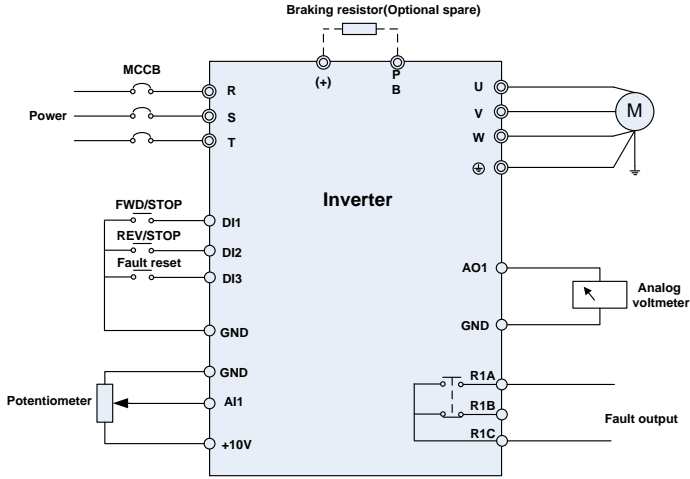 Braking resistor(Optional spare)
(+)
P
B
MCCB
R
U
Power
S
V
M
T
W
Inverter
FWD/STOP
DI1
REV/STOP
DI2
Fault reset
DI3
AO1
Analog
voltmeter
GND
GND
GND
R1A
Potentiometer
AI1
R1B
Fault output
R1C
+10V